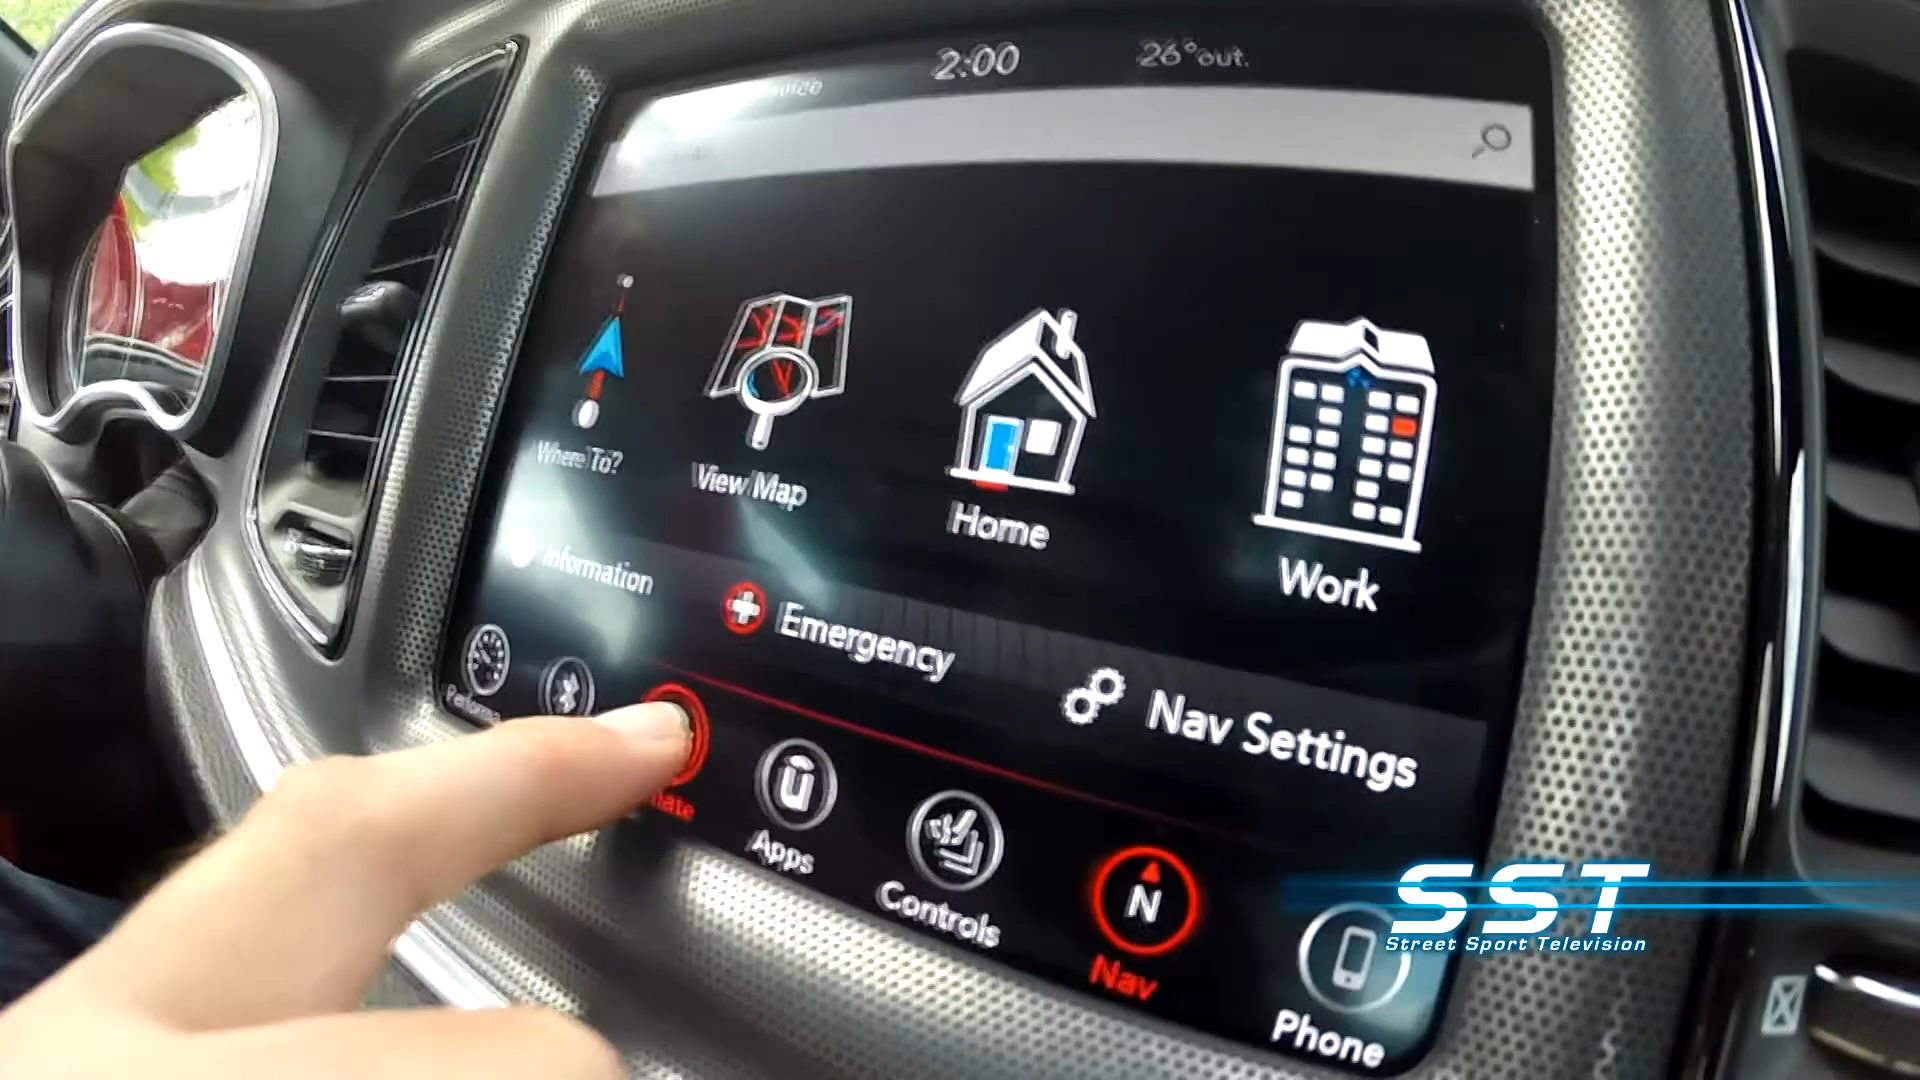 2:00
26°out.
Where To?
View Map
Home
Work
Information
Emergency
Nav Settings
Apps
Controls
N
Nav
Phone
SST
Street Sport Television